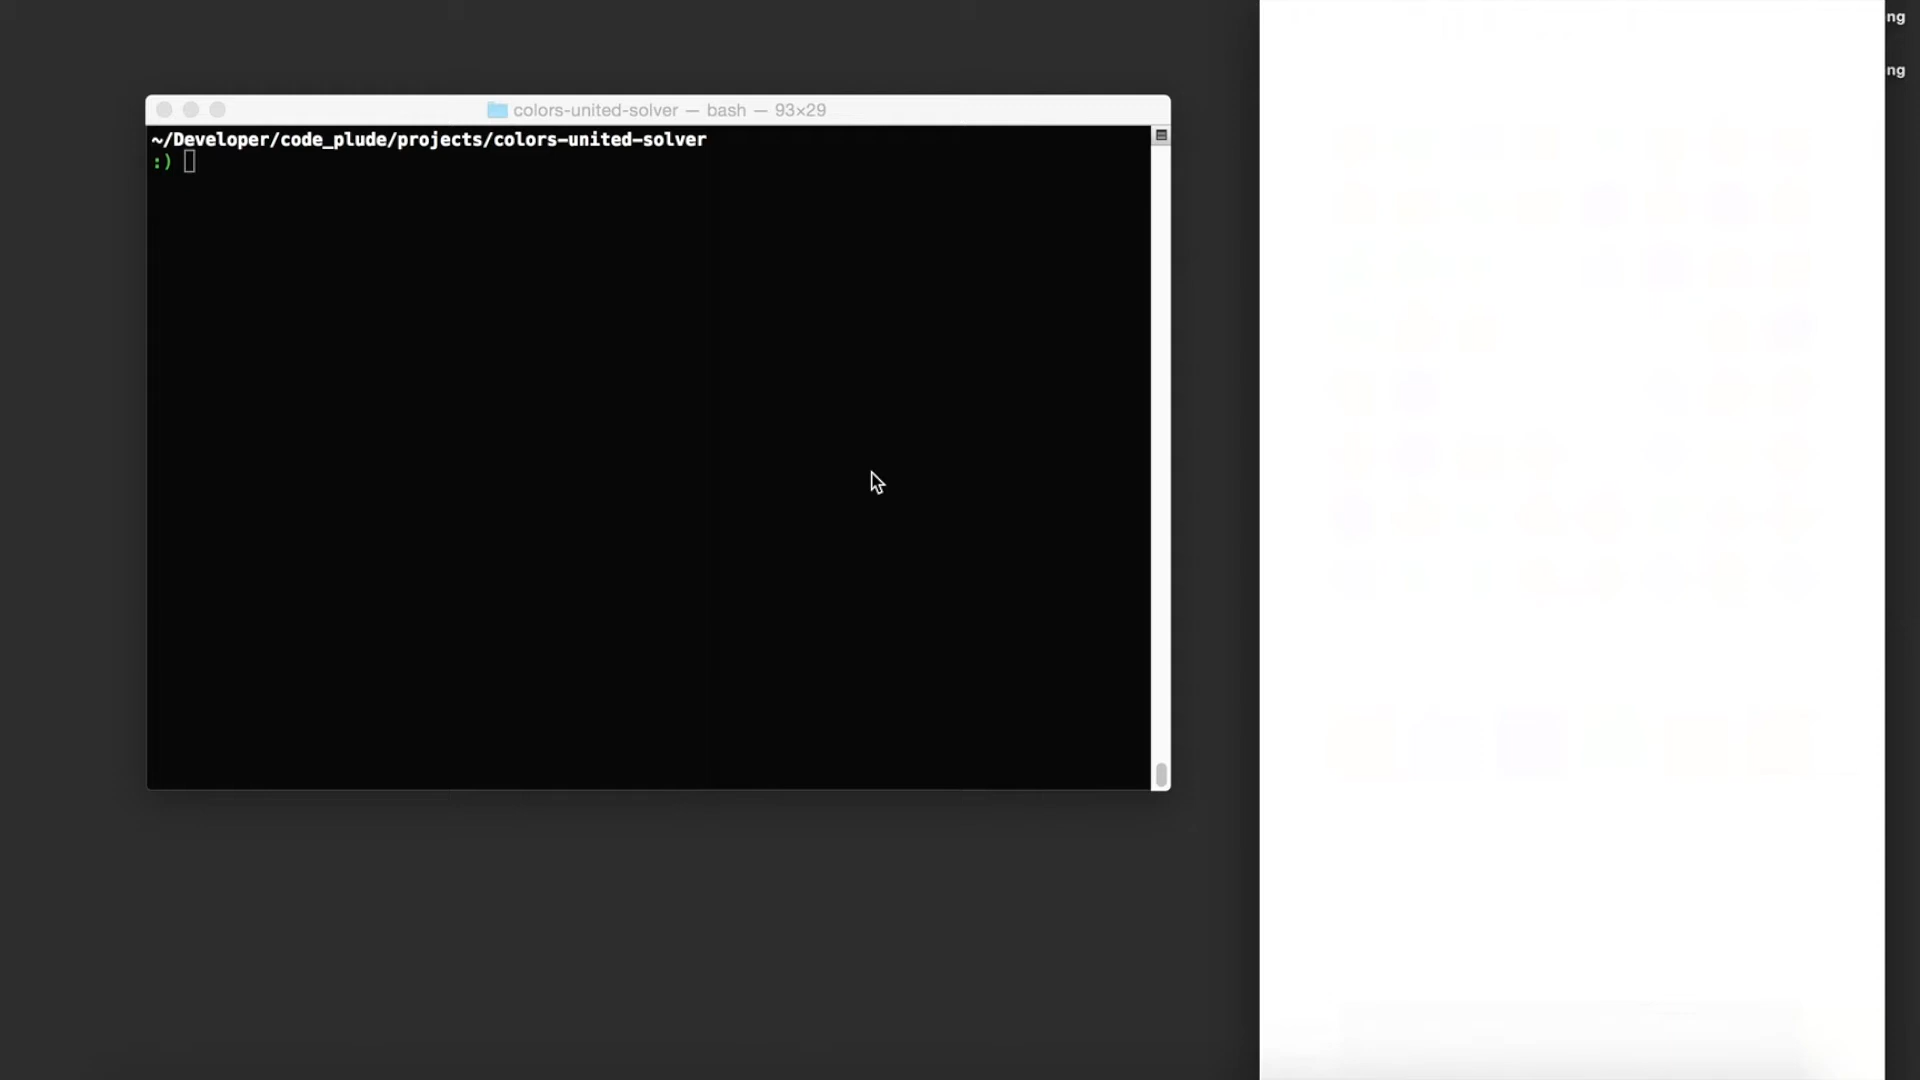 ng
colors-united-solver — bash — 93×29
ng
~/Developer/code_plude/projects/colors-united-solver
:)